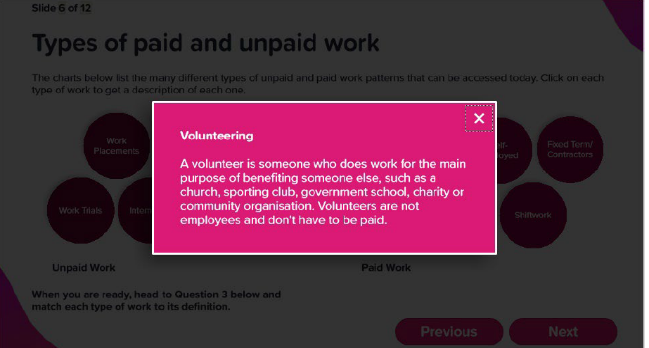 Slide 6 of 12
Types of paid and unpaid work
The charts below list the many different types of unpaid and paid work patterns that can be accessed today. Click on each
type of work to get a description of each one.
Volunteering
A volunteer is someone who does work for the main
purpose of benefiting someone else, such as a
church, sporting club, government school, charity or
community organisation. Volunteers are not
employees and don't have to be paid.
Work
Placements
Fixed Term/
Contractors
Work Trials
Shiftwork
Unpaid Work
Paid Work
When you are ready, head to Question 3 below and
match each type of work to its definition.
Previous
Next